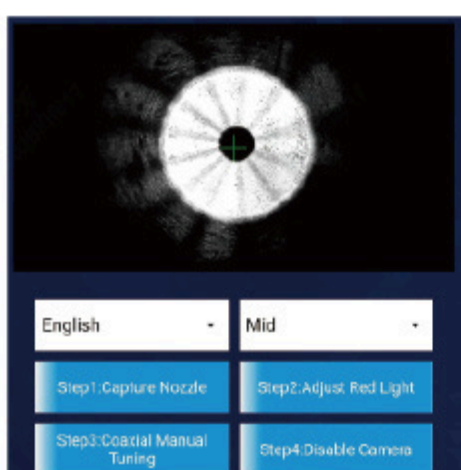 English
Mid
Step1:Capture Nozzle
Step2:Adjust Red Light
Step3:Coaxial Manual
Tuning
Step4:Disable Camera